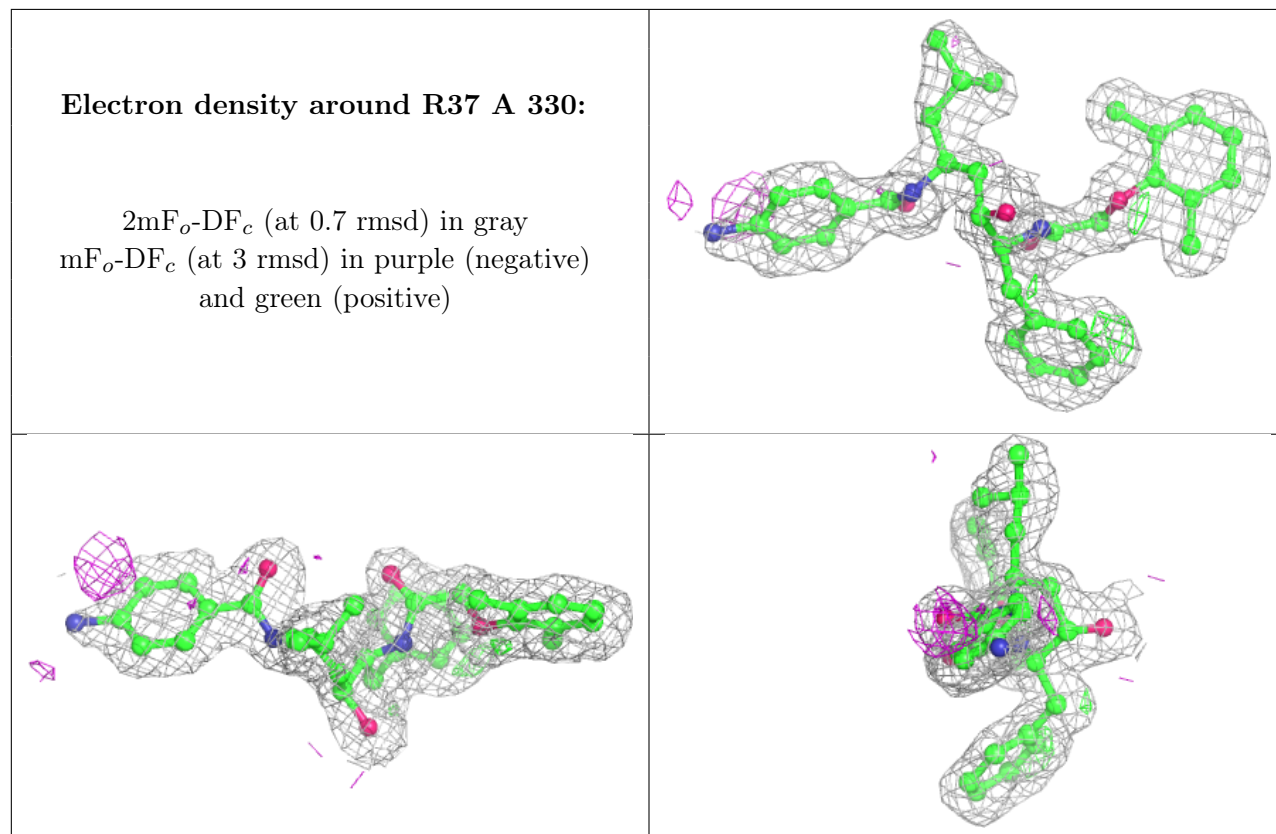 Electron density around R37 A 330:
2mFₒ-DF𝒸 (at 0.7 rmsd) in gray
mFₒ-DF𝒸 (at 3 rmsd) in purple (negative)
and green (positive)